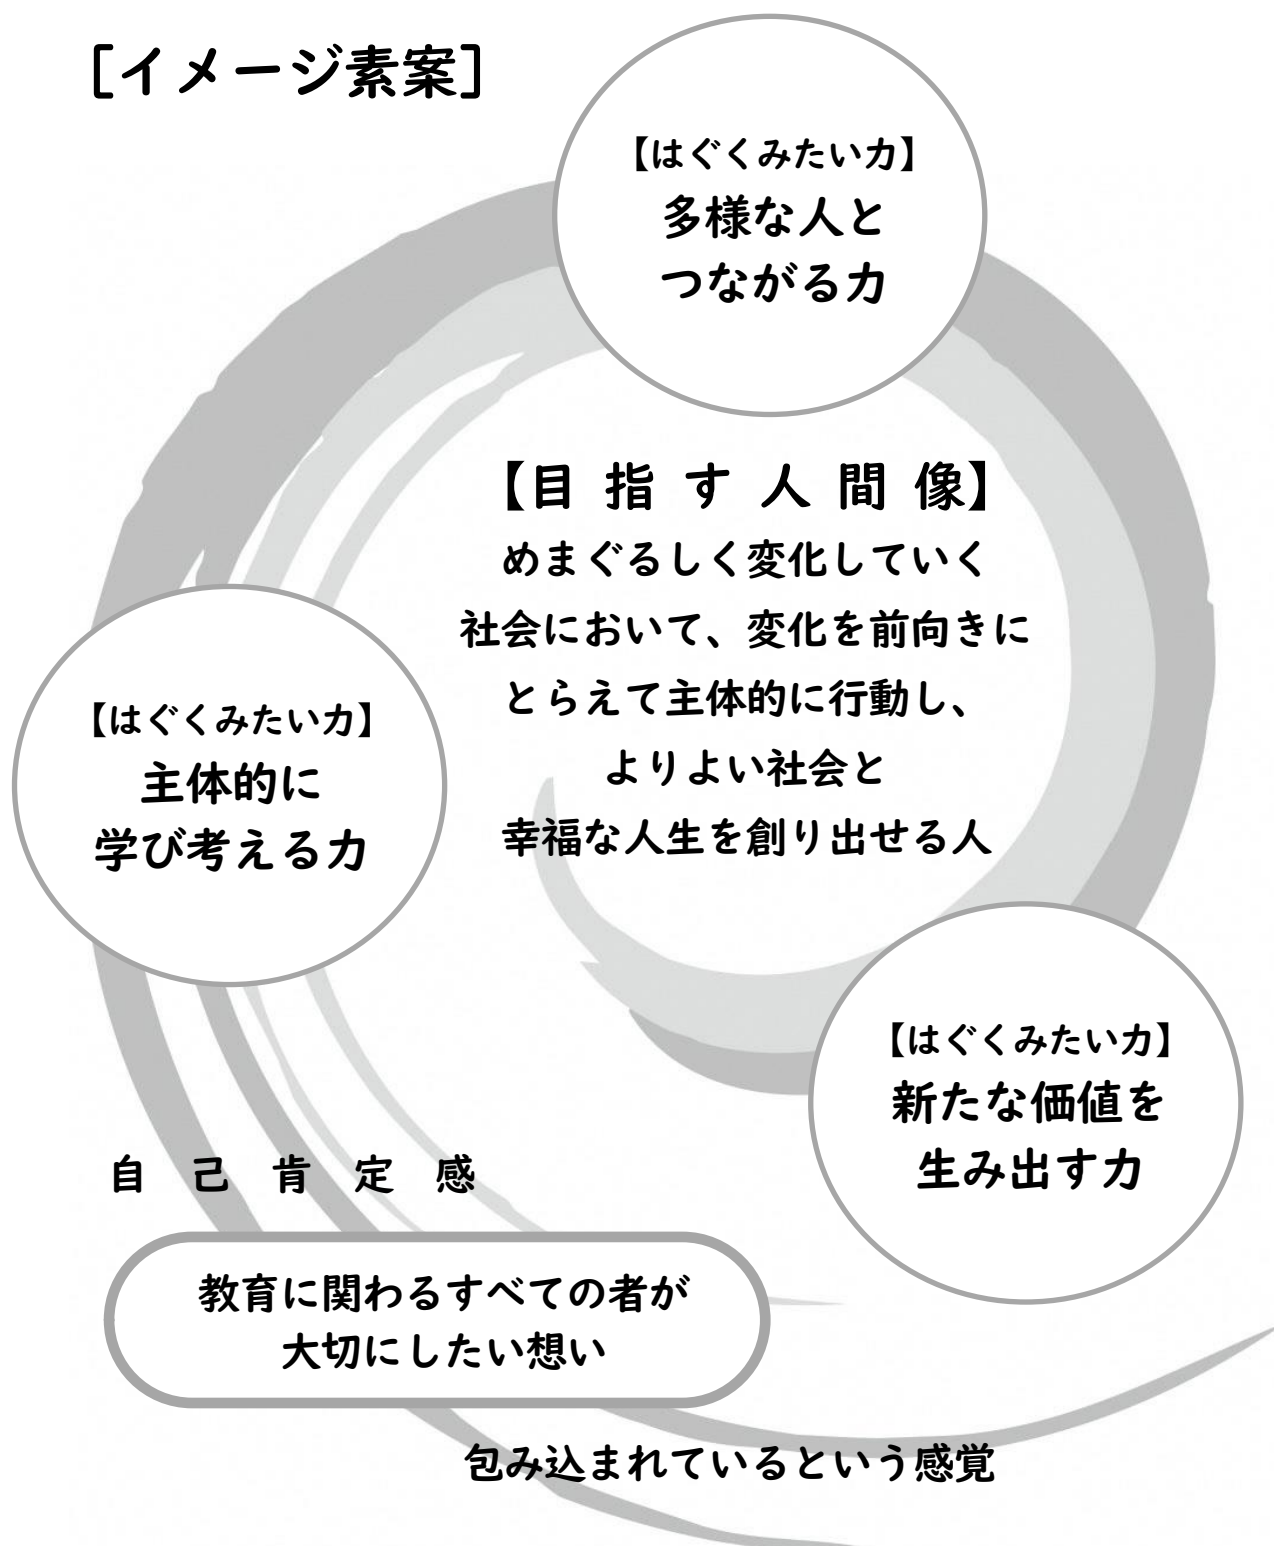 [イメージ素案]
【はぐくみたい力】
多様な人と
つながる力
【目指す人間像】
めまぐるしく変化していく
社会において、変化を前向きに
とらえて主体的に行動し、
よりよい社会と
幸福な人生を創り出せる人
【はぐくみたい力】
主体的に
学び考える力
【はぐくみたい力】
新たな価値を
生み出す力
自己肯定感
教育に関わるすべての者が
大切にしたい想い
包み込まれているという感覚